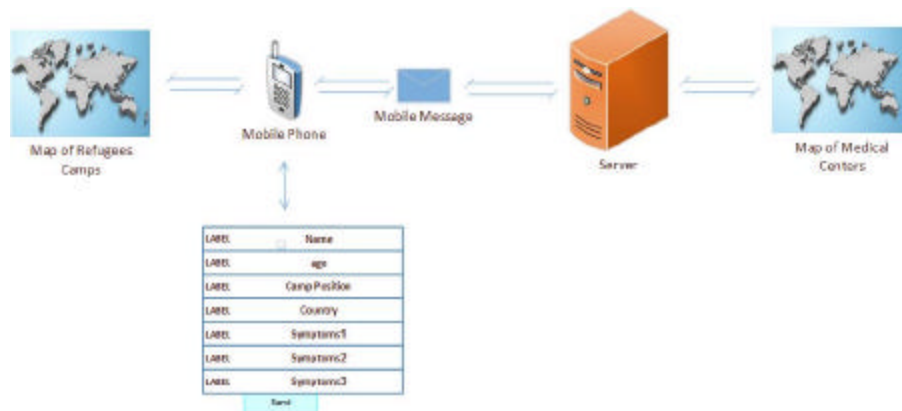 Mobile Phone
Mobile Message
Map of Refugees
Camps
Server
Map of Medical
Centers
LABEL Name
LABEL age
LABEL Camp Position
LABEL Country
LABEL Symptoms1
LABEL Symptoms2
LABEL Symptoms3
Send